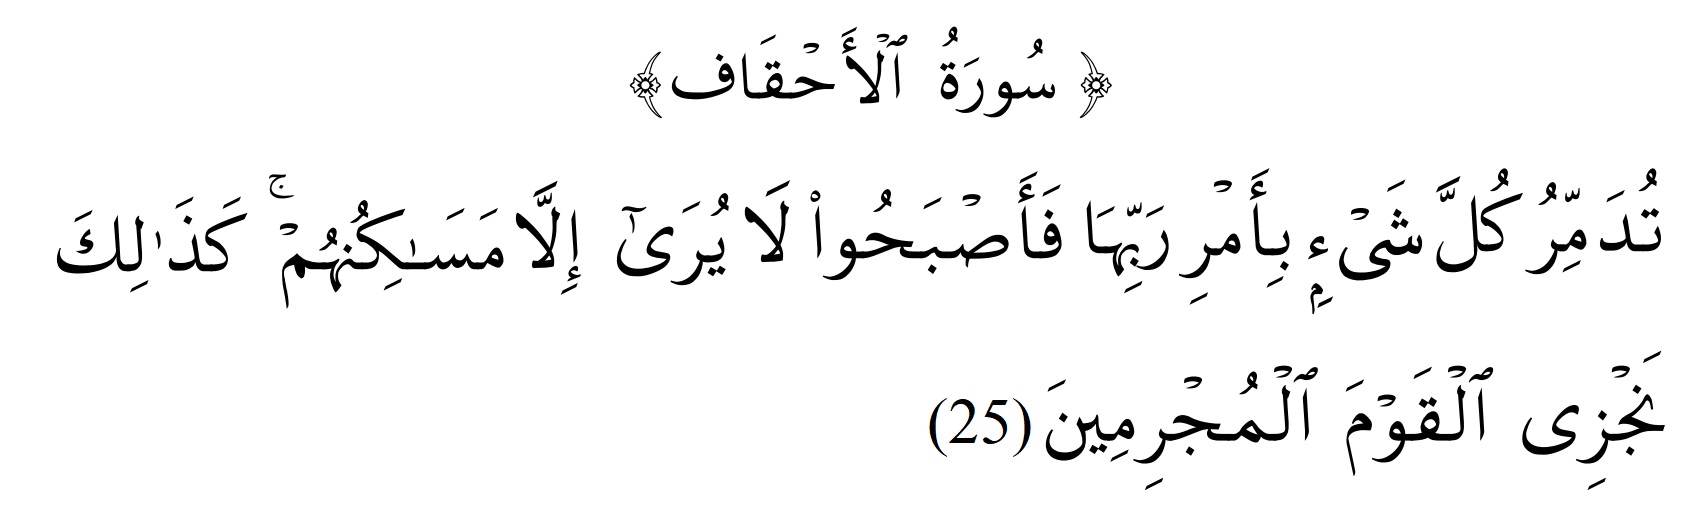 ﴿ سُورَةُ ٱلْأَحْقَاف ﴾
تُدَمِّرُ كُلَّ شَىْءٍۭ بِأَمْرِ رَبِّهَا فَأَصْبَحُوا۟ لَا يُرَىٰٓ إِلَّا مَسَـٰكِنُهُمْ ۚ كَذَٰلِكَ
نَجْزِى ٱلْقَوْمَ ٱلْمُجْرِمِينَ (25)